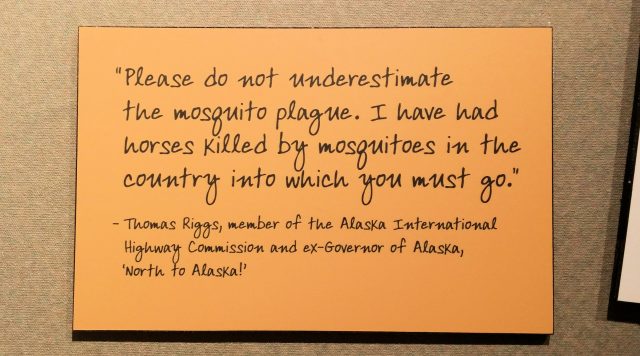 "Please do not underestimate
the mosquito plague. I have had
horses killed by mosquitoes in the
country into which you must go."
- Thomas Riggs, member of the Alaska International
Highway Commission and ex-Governor of Alaska,
'North to Alaska!'